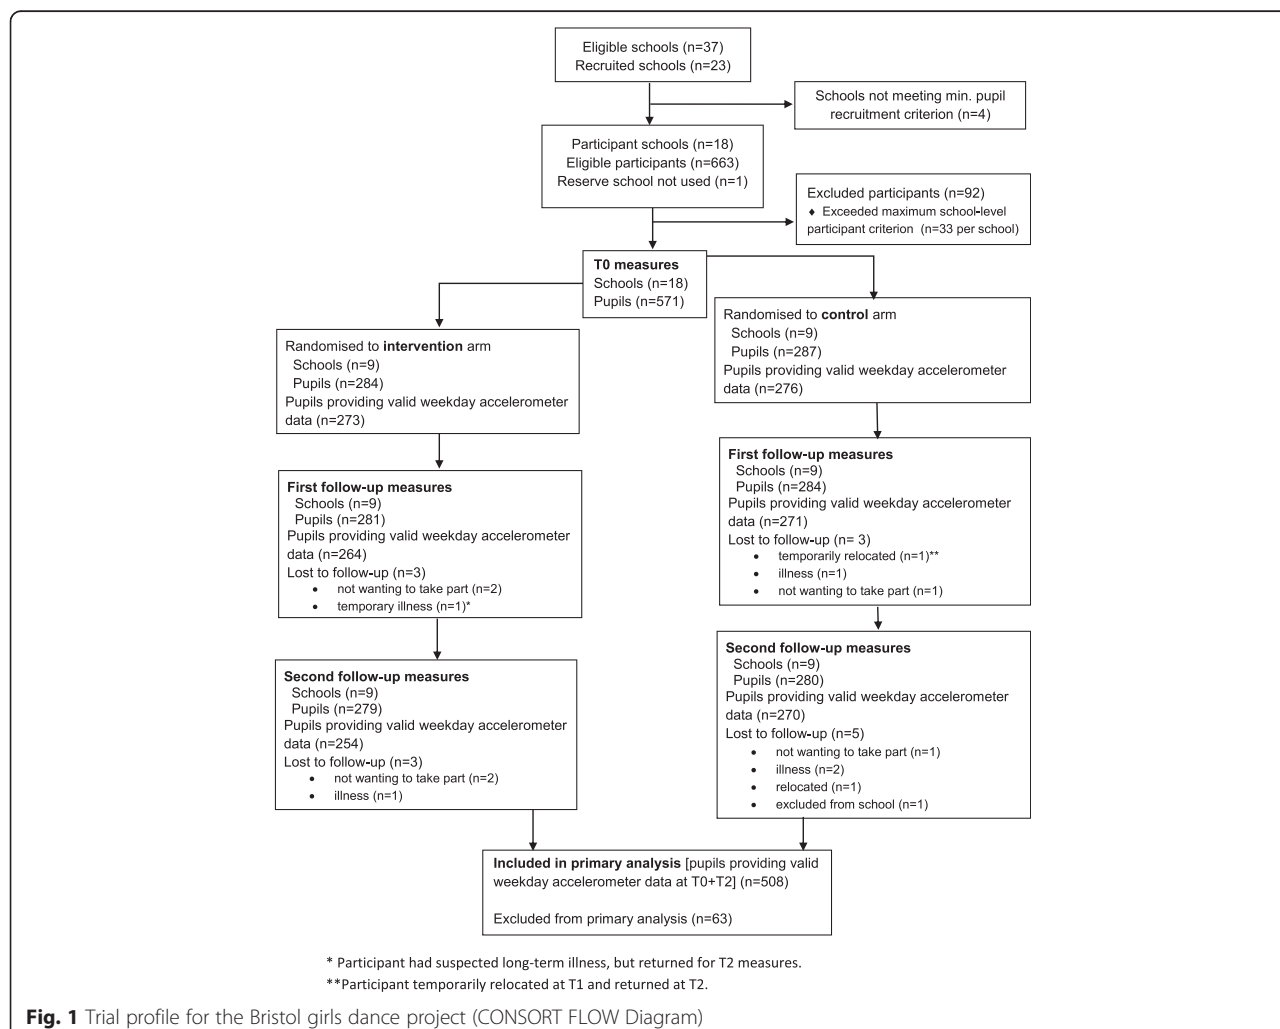 Eligible schools (n=37)
Recruited schools (n=23)
Schools not meeting min. pupil
recruitment criterion (n=4)
Participant schools (n=18)
Eligible participants (n=663)
Reserve school not used (n=1)
Excluded participants (n=92)
♦ Exceeded maximum school-level
participant criterion (n=33 per school)
T0 measures
Schools (n=18)
Pupils (n=571)
Randomised to intervention arm
Schools (n=9)
Pupils (n=284)
Pupils providing valid weekday accelerometer
data (n=273)
Randomised to control arm
Schools (n=9)
Pupils (n=287)
Pupils providing valid weekday accelerometer
data (n=276)
First follow-up measures
Schools (n=9)
Pupils (n=281)
Pupils providing valid weekday accelerometer
data (n=264)
Lost to follow-up (n=3)
• not wanting to take part (n=2)
• temporary illness (n=1)*
First follow-up measures
Schools (n=9)
Pupils (n=284)
Pupils providing valid weekday accelerometer
data (n=271)
Lost to follow-up (n= 3)
• temporarily relocated (n=1)**
• illness (n=1)
• not wanting to take part (n=1)
Second follow-up measures
Schools (n=9)
Pupils (n=279)
Pupils providing valid weekday accelerometer
data (n=254)
Lost to follow-up (n=3)
• not wanting to take part (n=2)
• illness (n=1)
Second follow-up measures
Schools (n=9)
Pupils (n=280)
Pupils providing valid weekday accelerometer
data (n=270)
Lost to follow-up (n=5)
• not wanting to take part (n=1)
• illness (n=2)
• relocated (n=1)
• excluded from school (n=1)
Included in primary analysis [pupils providing valid
weekday accelerometer data at T0+T2] (n=508)
Excluded from primary analysis (n=63)
* Participant had suspected long-term illness, but returned for T2 measures.
**Participant temporarily relocated at T1 and returned at T2.
Fig. 1 Trial profile for the Bristol girls dance project (CONSORT FLOW Diagram)